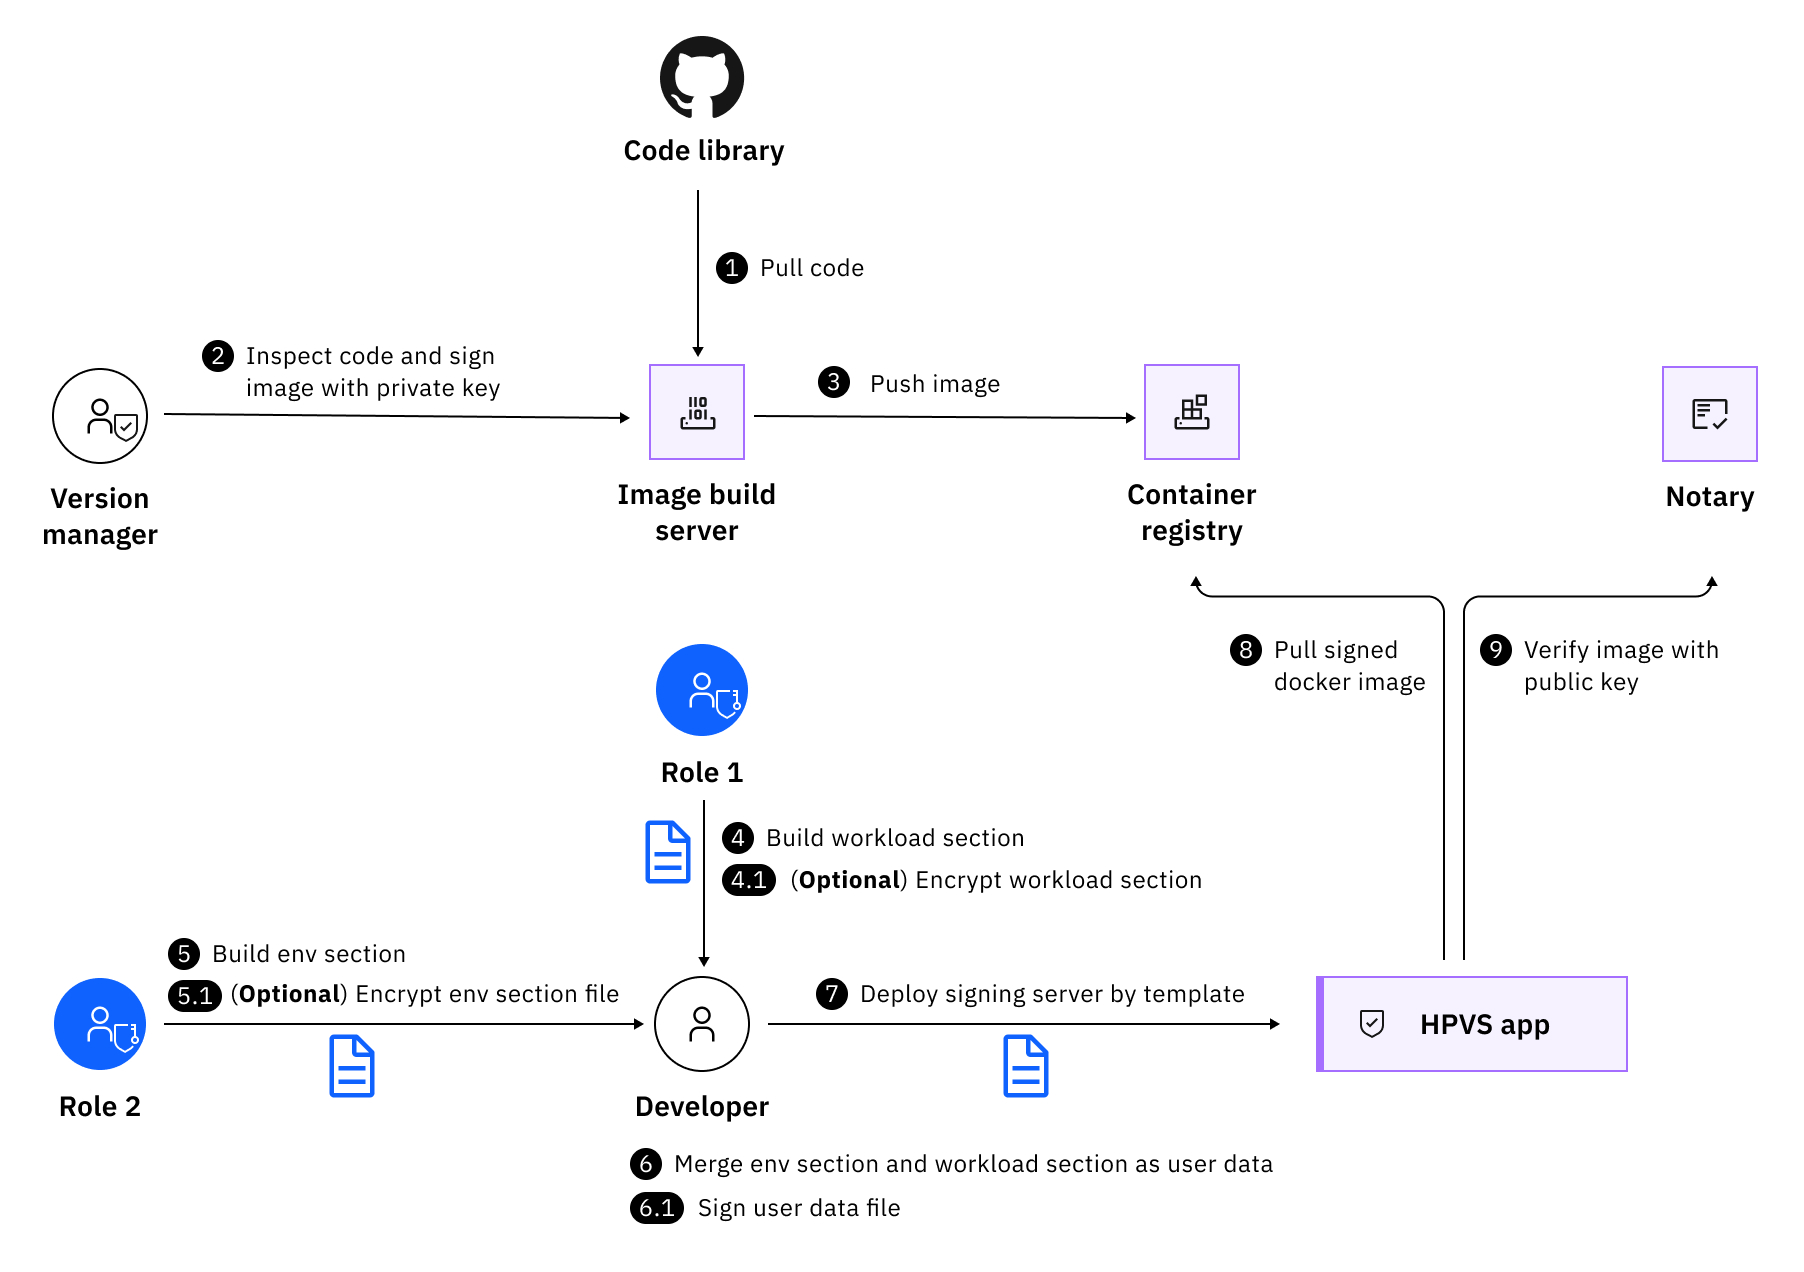 Code library
1 Pull code
2 Inspect code and sign
image with private key
3 Push image
Version
manager
Image build
server
Container
registry
Notary
8 Pull signed
docker image
9 Verify image with
public key
Role 1
4 Build workload section
4.1 (Optional) Encrypt workload section
5 Build env section
5.1 (Optional) Encrypt env section file
7 Deploy signing server by template
HPVS app
Role 2
Developer
6 Merge env section and workload section as user data
6.1 Sign user data file